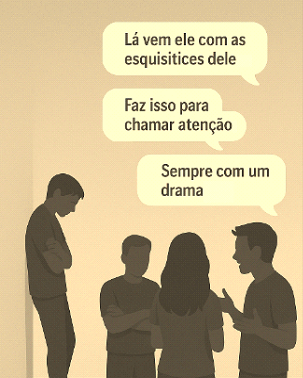 Lá vem ele com as
esquisitices dele
Faz isso para
chamar atenção
Sempre com um
drama